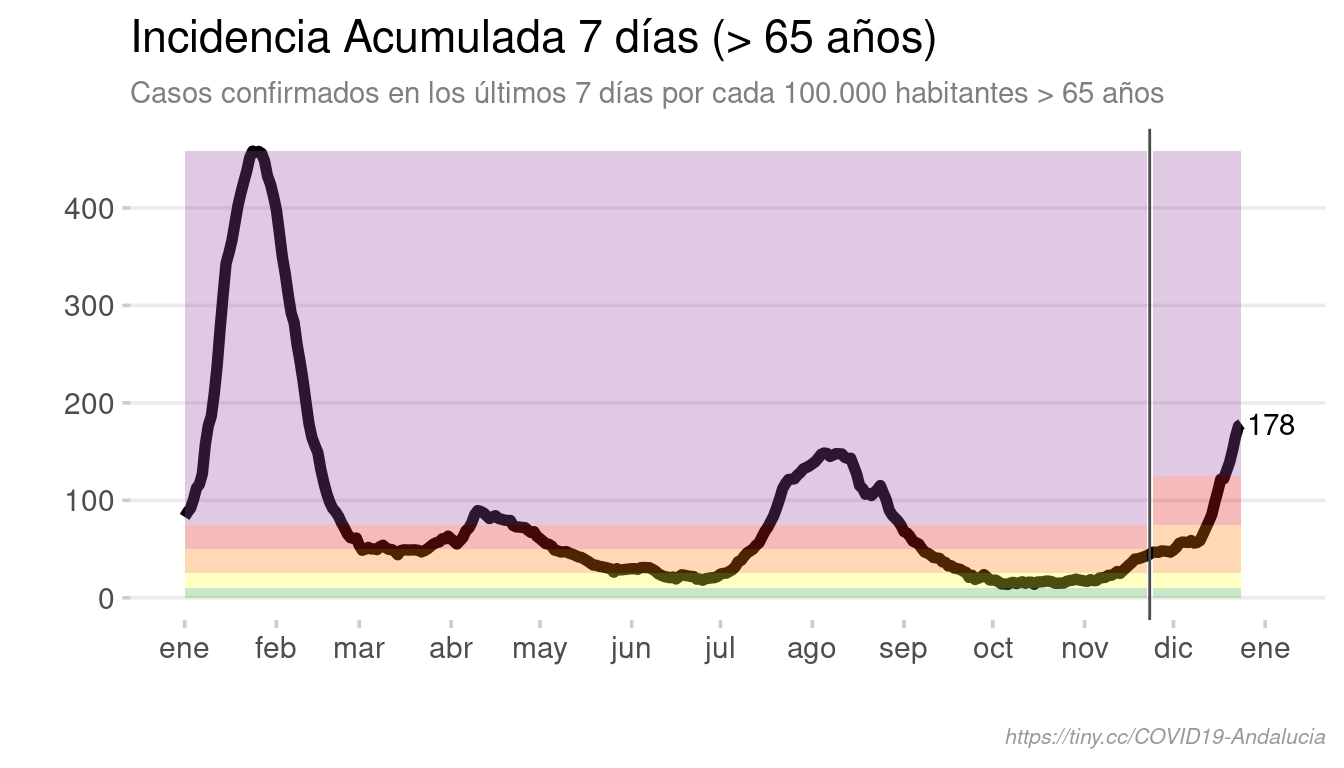 Incidencia Acumulada 7 días (> 65 años)
Casos confirmados en los últimos 7 días por cada 100.000 habitantes > 65 años
400
300
200
178
100
0
ene feb mar abr may jun jul ago sep oct nov dic ene
https://tiny.cc/COVID19-Andalucia